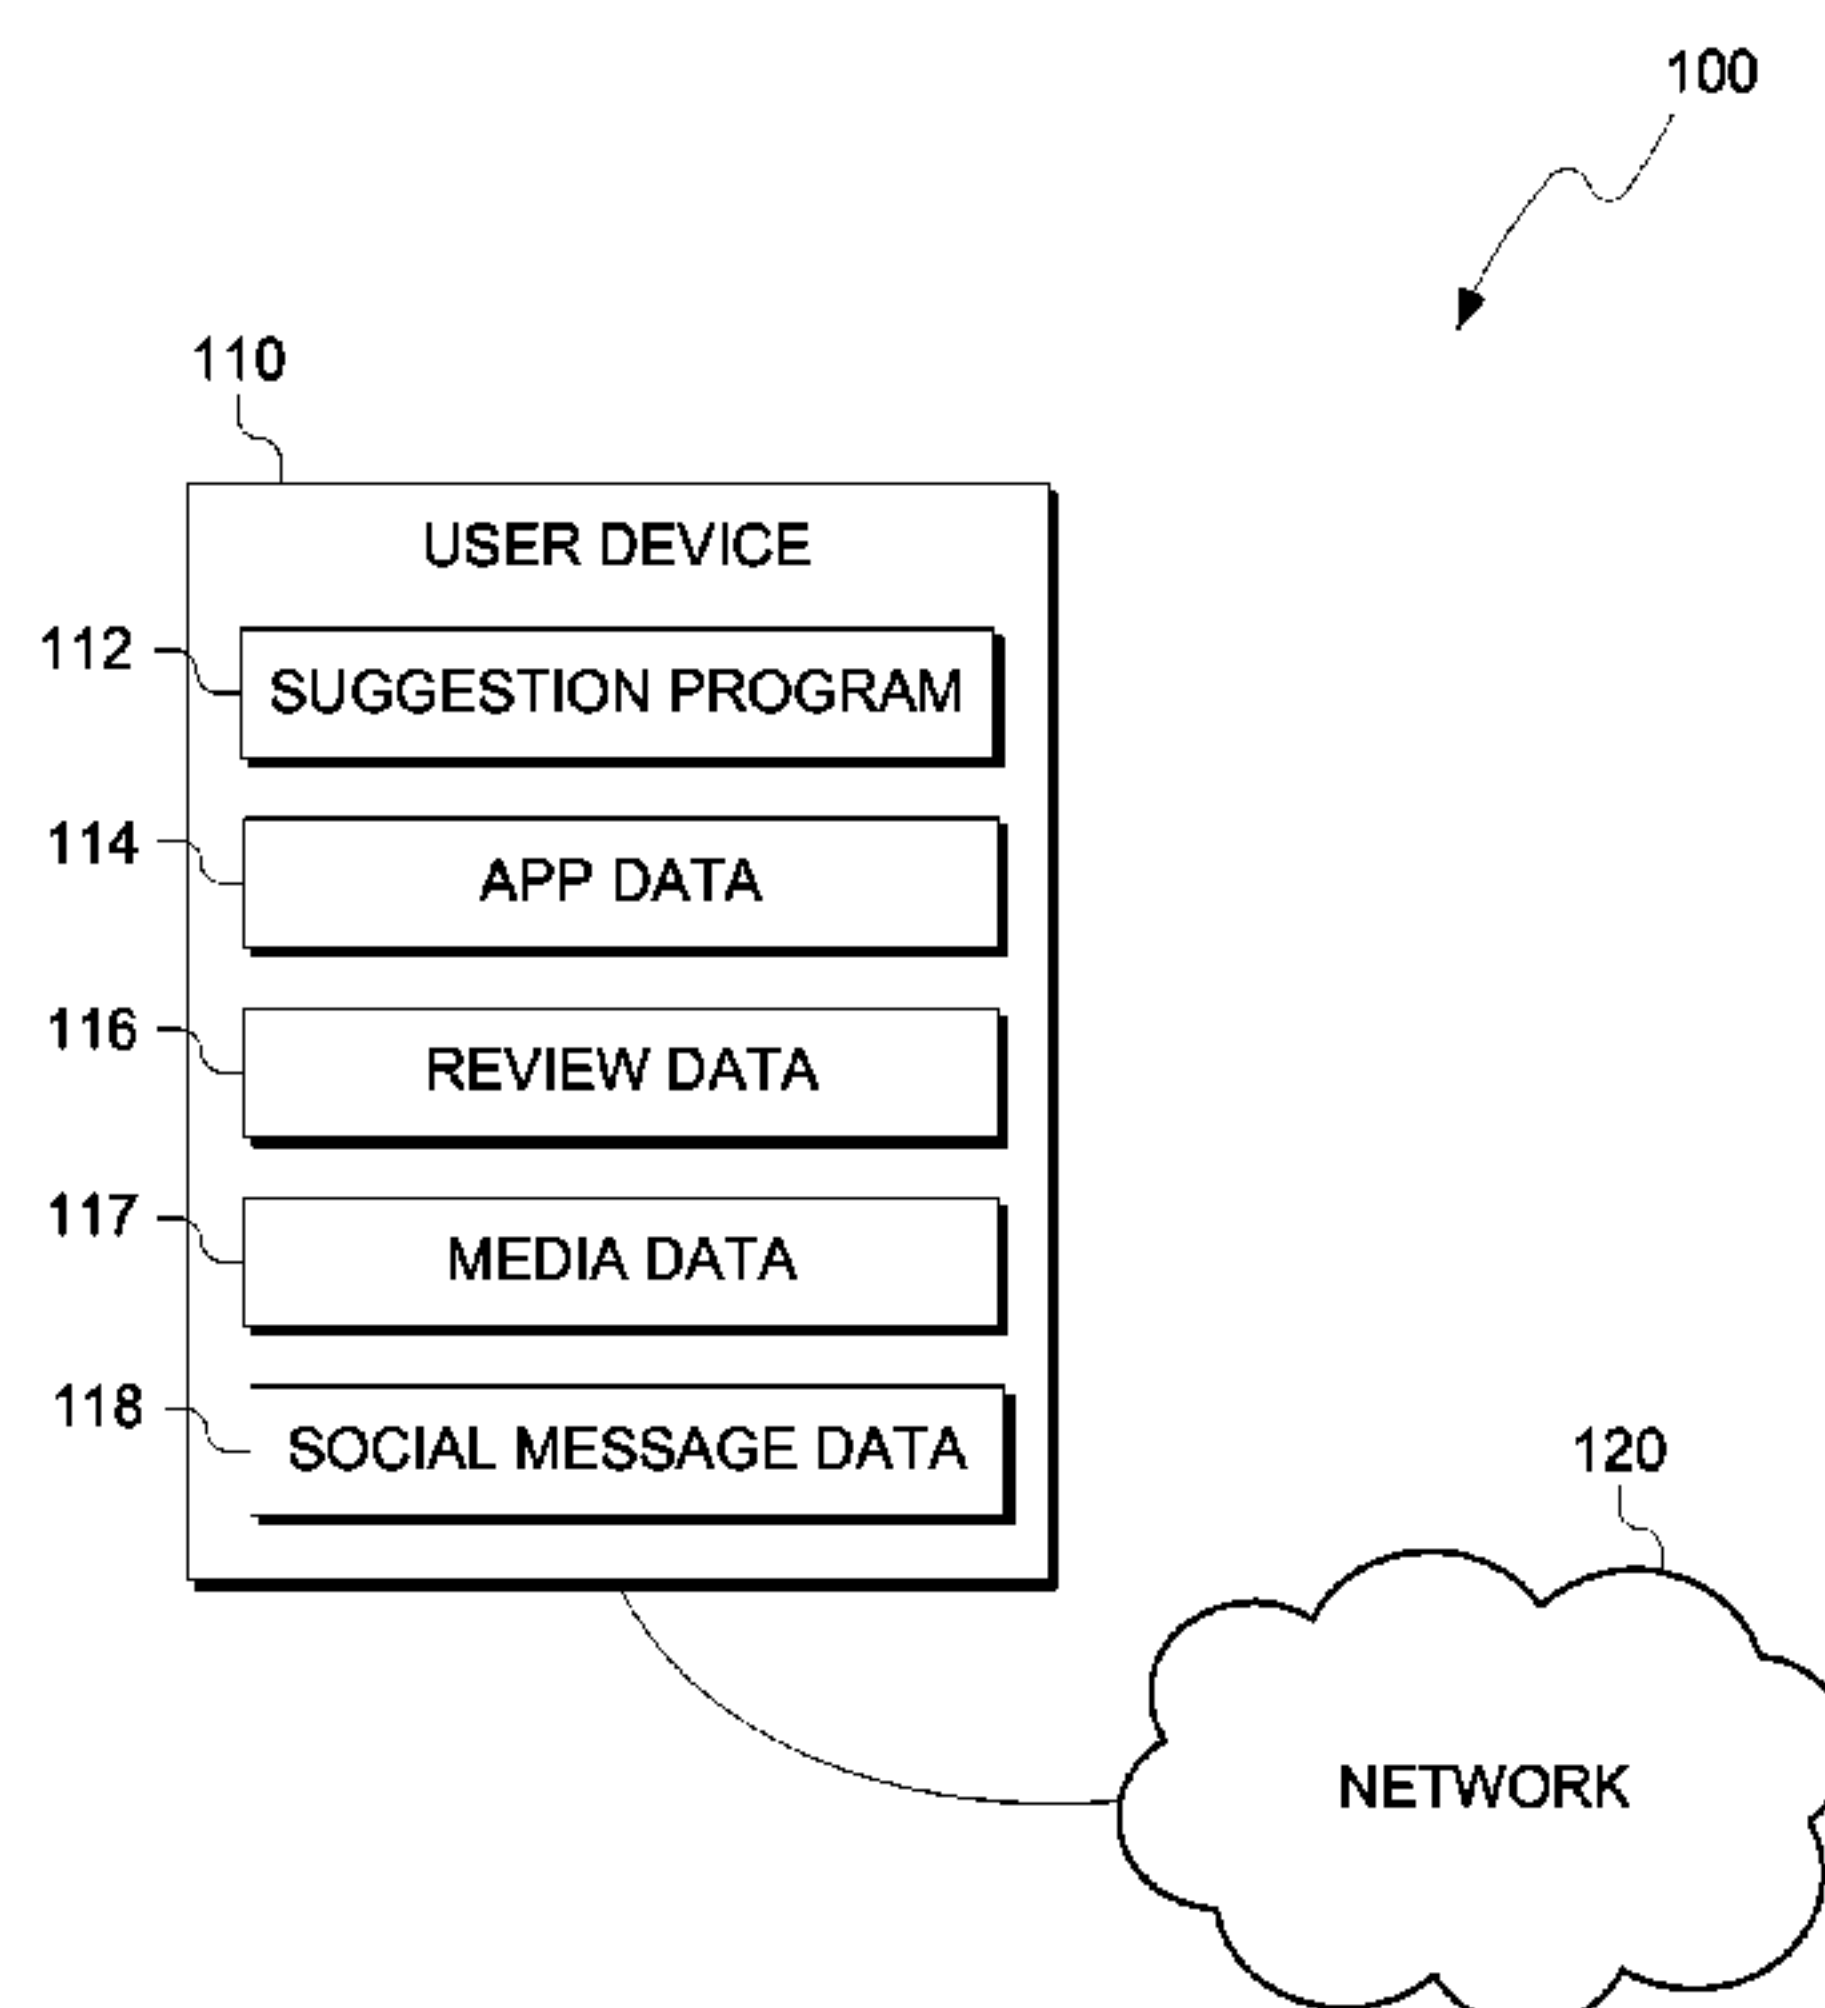 100
110
USER DEVICE
112
SUGGESTION PROGRAM
114
APP DATA
116
REVIEW DATA
117
MEDIA DATA
118
SOCIAL MESSAGE DATA
120
NETWORK